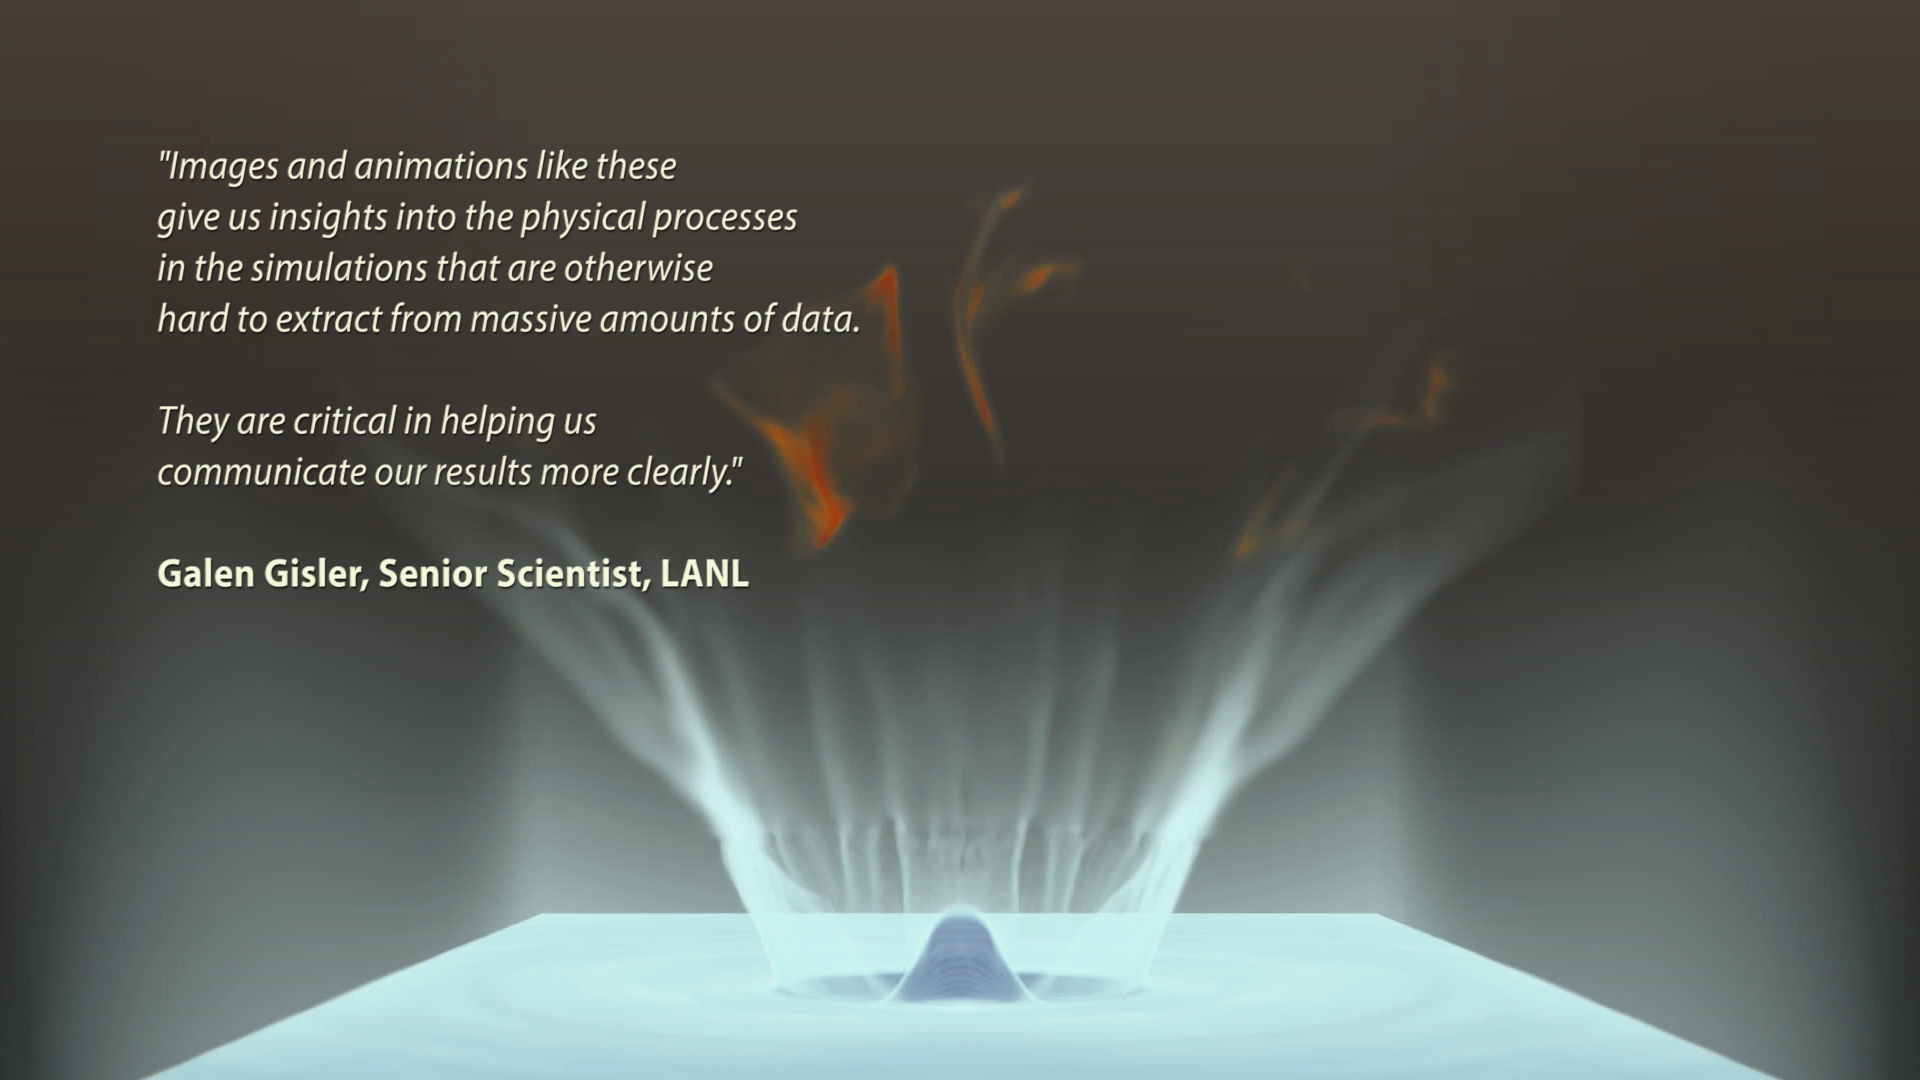 "Images and animations like these
give us insights into the physical processes
in the simulations that are otherwise
hard to extract from massive amounts of data.
They are critical in helping us
communicate our results more clearly."
Galen Gisler, Senior Scientist, LANL